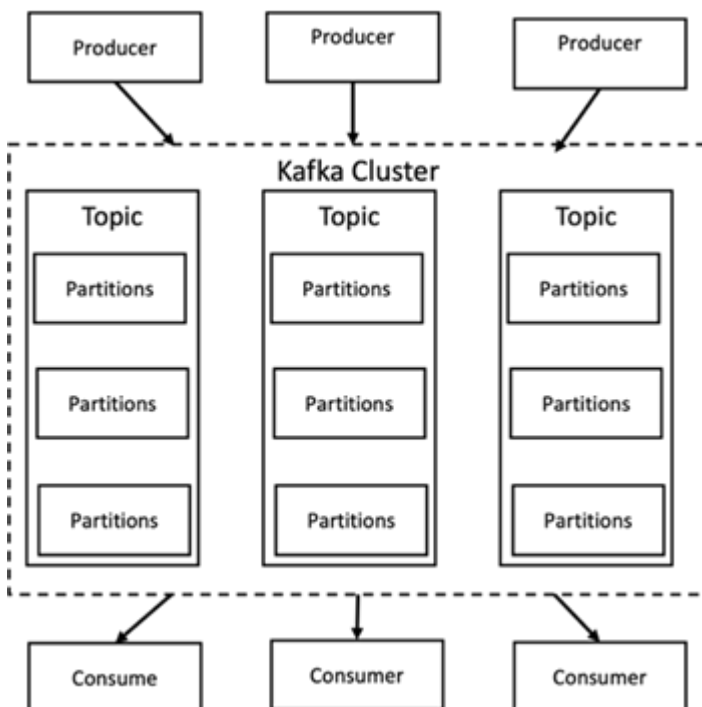 Producer
Producer
Producer
Kafka Cluster
Topic
Topic
Topic
Partitions
Partitions
Partitions
Partitions
Partitions
Partitions
Partitions
Partitions
Partitions
Consume
Consumer
Consumer